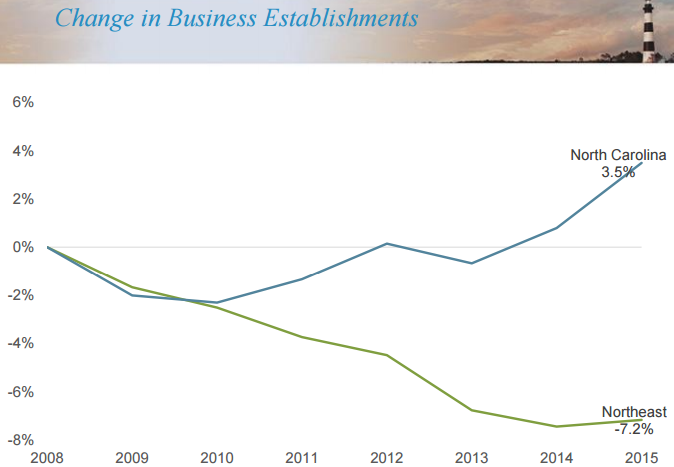 Change in Business Establishments
6%
4%
North Carolina
3.5%
2%
0%
-2%
-4%
-6%
Northeast
-7.2%
-8%
2008 2009 2010 2011 2012 2013 2014 2015